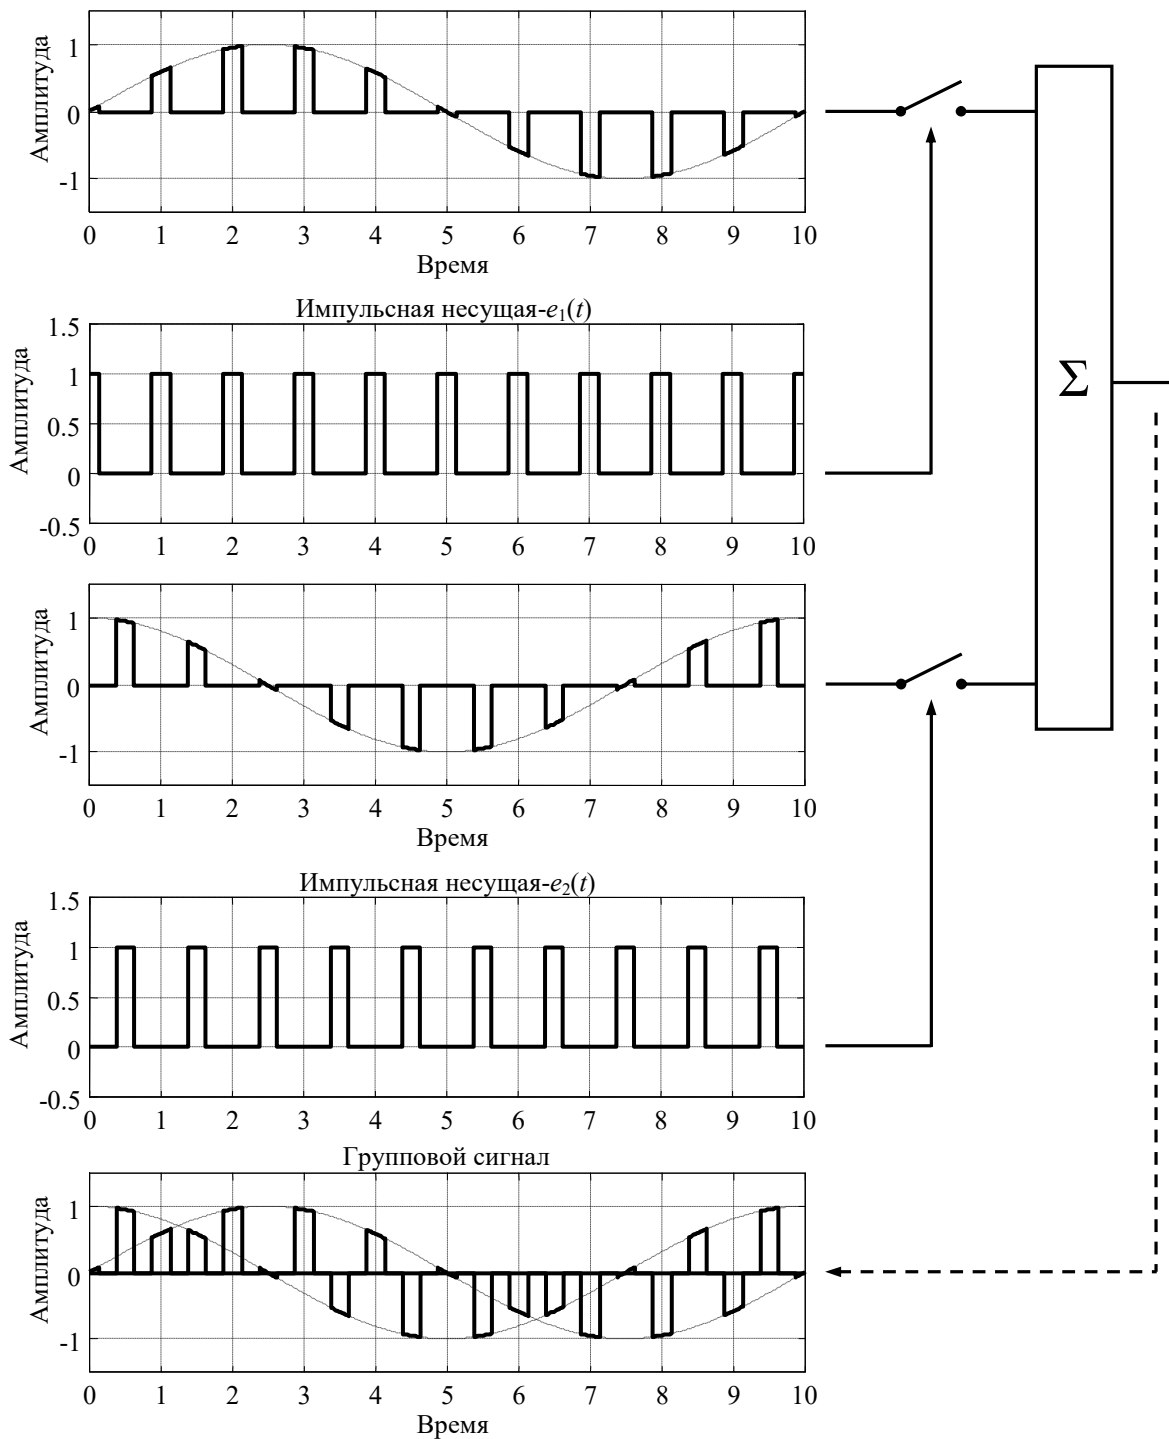 Амплитуда
1
0
-1
0 1 2 3 4 5 6 7 8 9 10
Время
Импульсная несущая-e₁(t)
Амплитуда
1.5
1
0.5
0
-0.5
0 1 2 3 4 5 6 7 8 9 10
Σ
Амплитуда
1
0
-1
0 1 2 3 4 5 6 7 8 9 10
Время
Импульсная несущая-e₂(t)
Амплитуда
1.5
1
0.5
0
-0.5
0 1 2 3 4 5 6 7 8 9 10
Групповой сигнал
Амплитуда
1
0
-1
0 1 2 3 4 5 6 7 8 9 10
Время